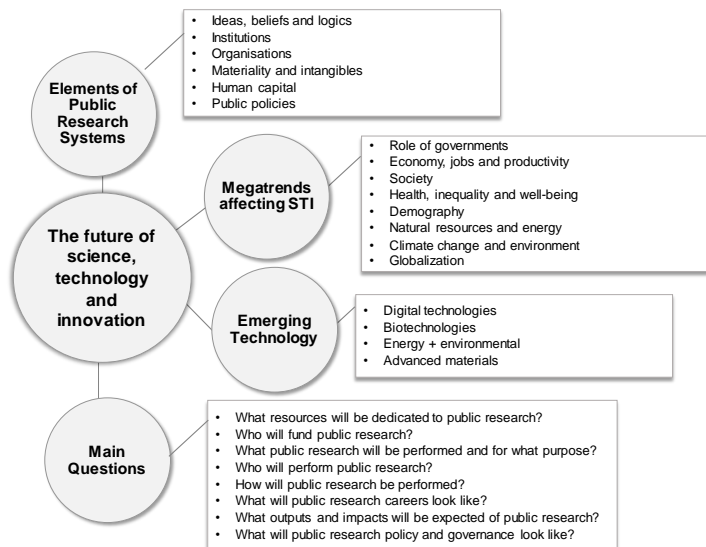 Elements of
Public
Research
Systems
• Ideas, beliefs and logics
• Institutions
• Organisations
• Materiality and intangibles
• Human capital
• Public policies
Megatrends
affecting STI
• Role of governments
• Economy, jobs and productivity
• Society
• Health, inequality and well-being
• Demography
• Natural resources and energy
• Climate change and environment
• Globalization
The future of
science,
technology
and
innovation
Emerging
Technology
• Digital technologies
• Biotechnologies
• Energy + environmental
• Advanced materials
Main
Questions
• What resources will be dedicated to public research?
• Who will fund public research?
• What public research will be performed and for what purpose?
• Who will perform public research?
• How will public research be performed?
• What will public research careers look like?
• What outputs and impacts will be expected of public research?
• What will public research policy and governance look like?